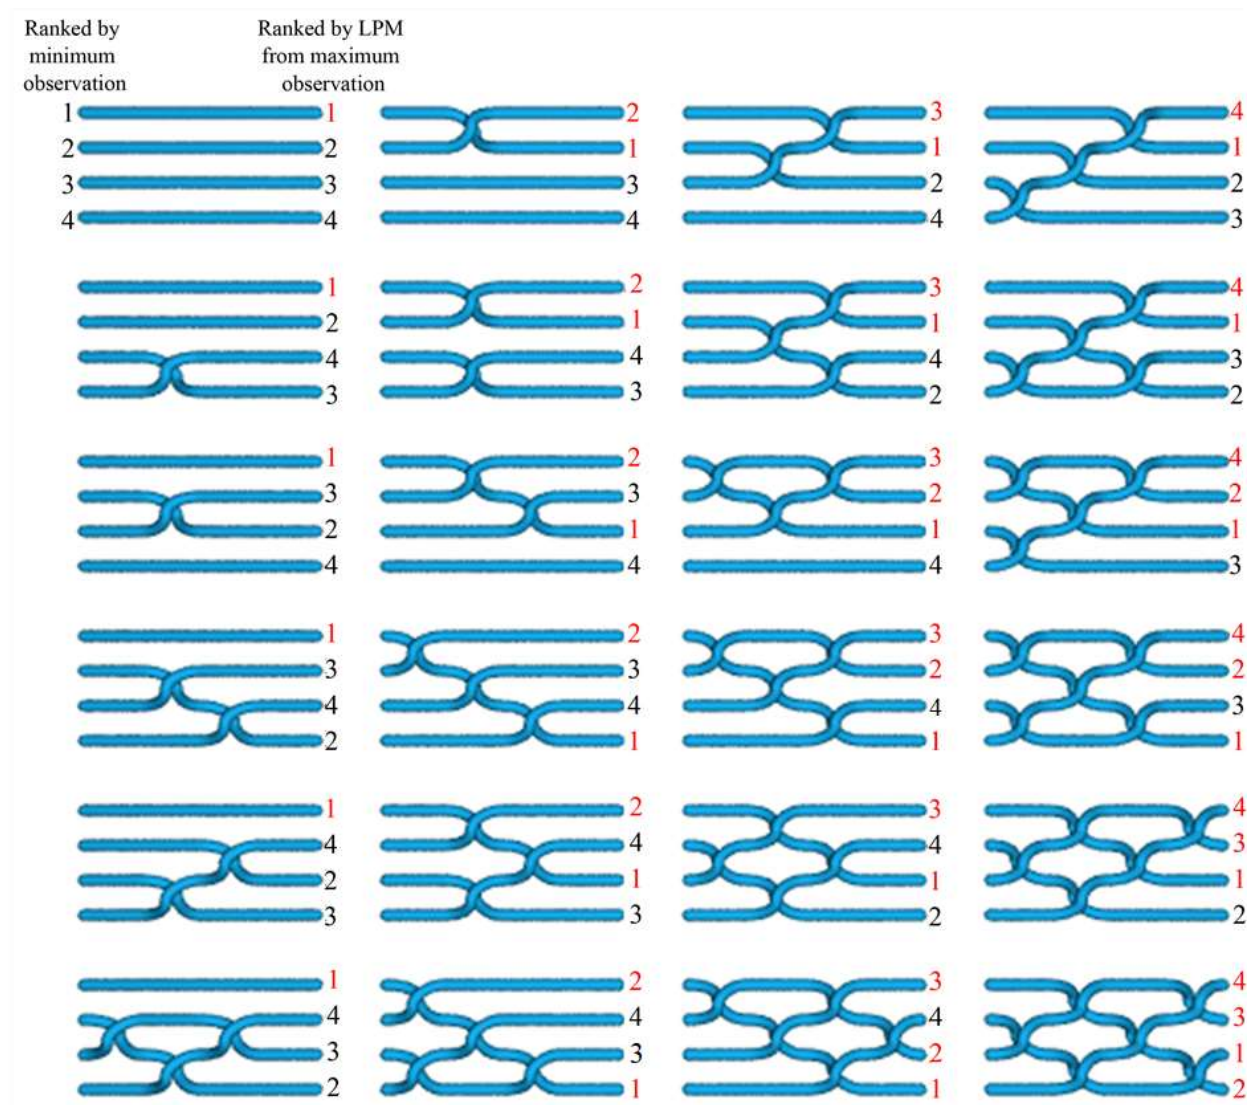 Ranked by
minimum
observation
Ranked by LPM
from maximum
observation
1 1 2 3 4
2 2 1 1 1
3 3 3 2 2
4 4 4 4 3
1 2 3 4
2 1 1 1
4 4 4 3
3 3 2 2
1 2 3 4
3 3 2 2
2 1 1 1
4 4 4 3
1 2 3 4
3 3 2 2
4 4 4 3
2 1 1 1
1 2 3 4
4 4 4 3
2 1 1 1
3 3 2 2
1 2 3 4
4 4 4 3
3 3 2 1
2 1 1 2